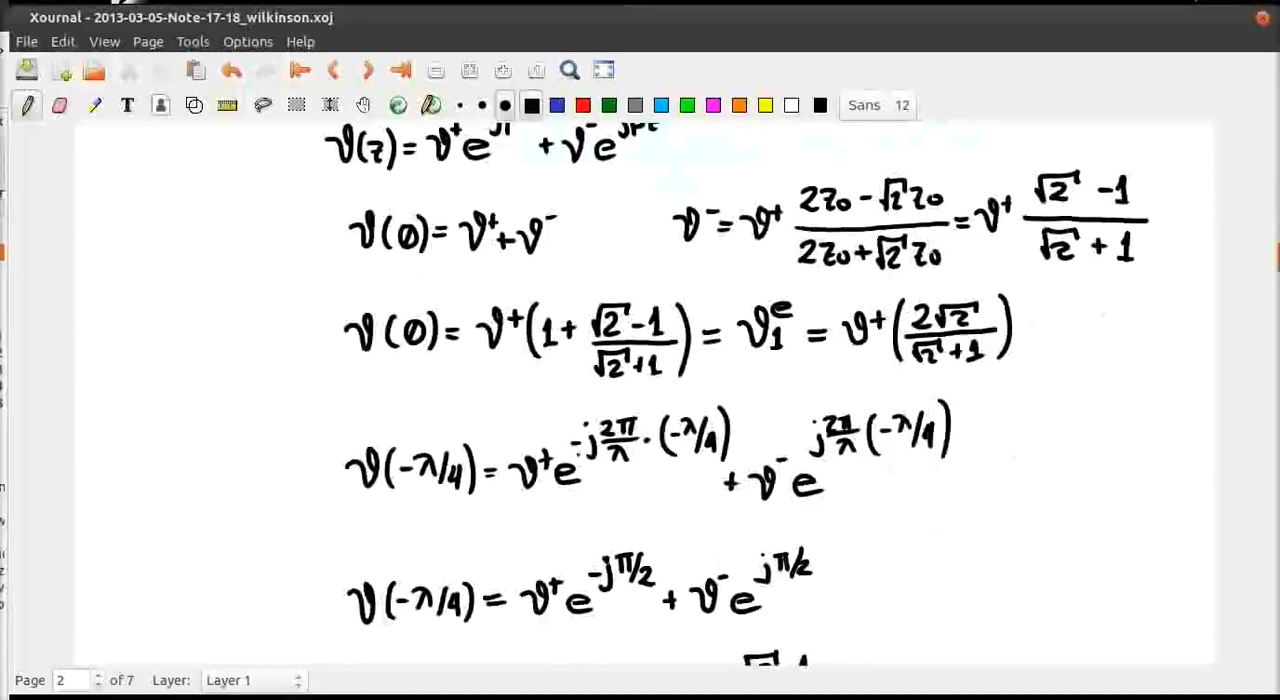 Xournal - 2013-03-05-Note-17-18_wilkinson.xoj
File Edit View Page Tools Options Help
T Sans 12
V(z) = V⁺e + V⁻e
V(0) = V⁺ + V⁻ V⁻ = V⁺ (2Z0 - √2 Z0)/(2Z0 + √2 Z0) = V⁺ (√2 - 1)/(√2 + 1)
V(0) = V⁺(1 + (√2 - 1)/(√2 + 1)) = V₁ᵉ = V⁺(2√2/(√2 + 1))
V(-λ/4) = V⁺ e^(-j 2π/λ · (-λ/4)) + V⁻ e^(j 2π/λ (-λ/4))
V(-λ/4) = V⁺ e^(-jπ/2) + V⁻ e^(jπ/2)
Page 2 of 7 Layer: Layer 1